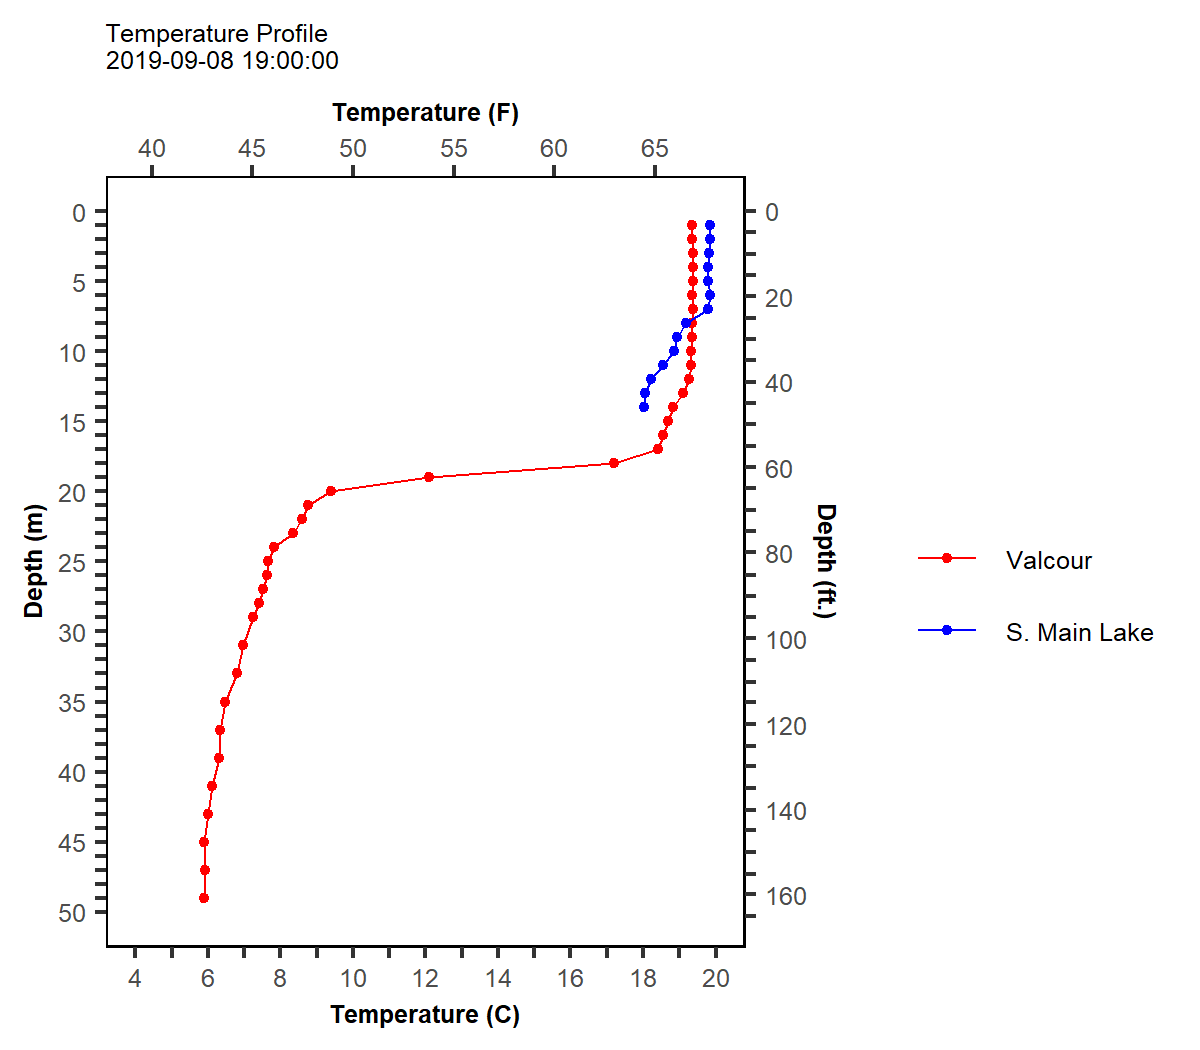 Temperature Profile
2019-09-08 19:00:00
Temperature (F)
40 45 50 55 60 65
0
5
10
15
20
25
30
35
40
45
50
Depth (m)
0
20
40
60
80
100
120
140
160
Depth (ft.)
4 6 8 10 12 14 16 18 20
Temperature (C)
Valcour
S. Main Lake